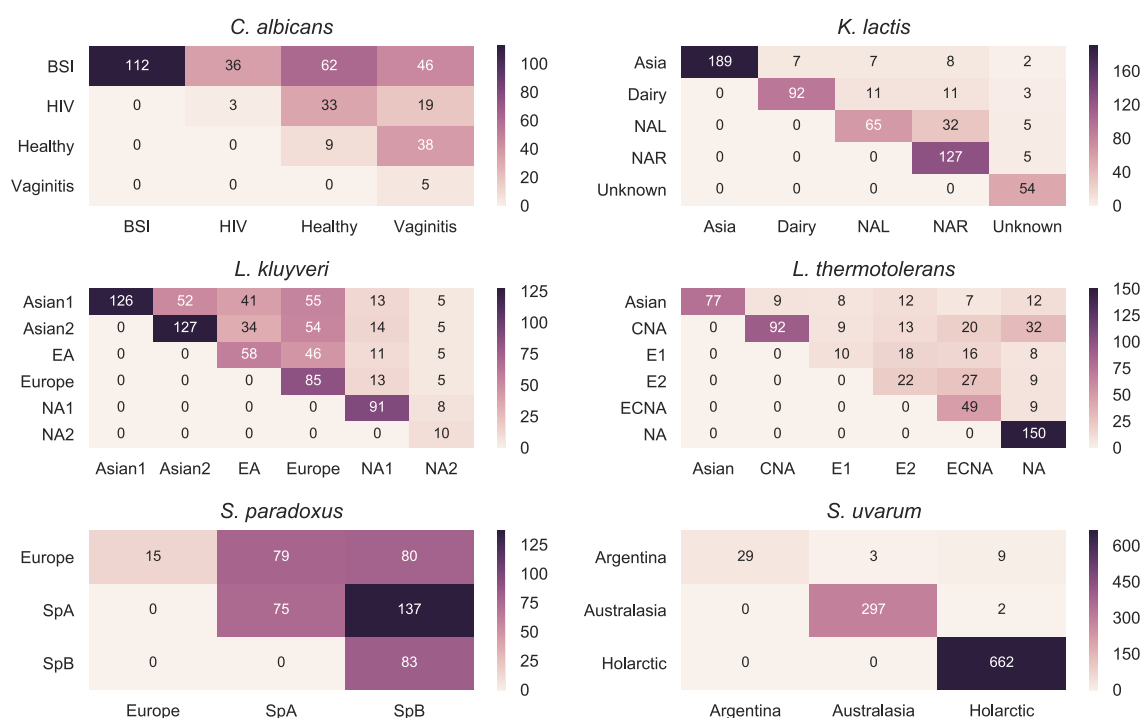 C. albicans
BSI 112 36 62 46
HIV 0 3 33 19
Healthy 0 0 9 38
Vaginitis 0 0 0 5
BSI HIV Healthy Vaginitis
100
80
60
40
20
0
K. lactis
Asia 189 7 7 8 2
Dairy 0 92 11 11 3
NAL 0 0 65 32 5
NAR 0 0 0 127 5
Unknown 0 0 0 0 54
Asia Dairy NAL NAR Unknown
160
120
80
40
0
L. kluyveri
Asian1 126 52 41 55 13 5
Asian2 0 127 34 54 14 5
EA 0 0 58 46 11 5
Europe 0 0 0 85 13 5
NA1 0 0 0 0 91 8
NA2 0 0 0 0 0 10
Asian1 Asian2 EA Europe NA1 NA2
125
100
75
50
25
0
L. thermotolerans
Asian 77 9 8 12 7 12
CNA 0 92 9 13 20 32
E1 0 0 10 18 16 8
E2 0 0 0 22 27 9
ECNA 0 0 0 0 49 9
NA 0 0 0 0 0 150
Asian CNA E1 E2 ECNA NA
150
125
100
75
50
25
0
S. paradoxus
Europe 15 79 80
SpA 0 75 137
SpB 0 0 83
Europe SpA SpB
125
100
75
50
25
0
S. uvarum
Argentina 29 3 9
Australasia 0 297 2
Holarctic 0 0 662
Argentina Australasia Holarctic
600
450
300
150
0